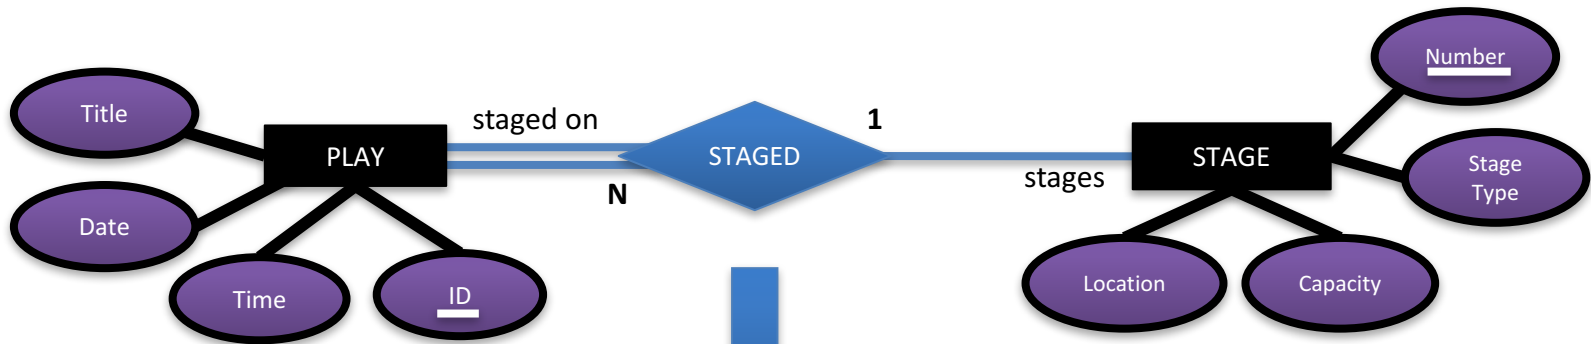 Number
Title
staged on
1
PLAY
STAGED
STAGE
stages
Stage
Type
N
Date
Time
ID
Location
Capacity